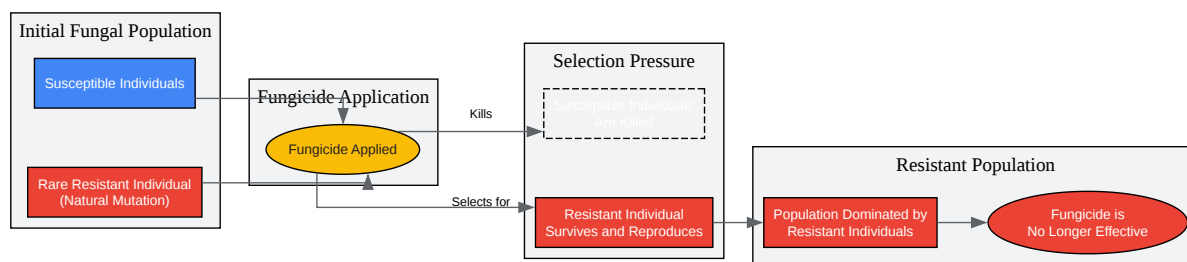 Initial Fungal Population
Susceptible Individuals
Rare Resistant Individual
(Natural Mutation)
Fungicide Application
Fungicide Applied
Kills
Selects for
Selection Pressure
Susceptible Individuals
Are Killed
Resistant Individual
Survives and Reproduces
Resistant Population
Population Dominated by
Resistant Individuals
Fungicide is
No Longer Effective